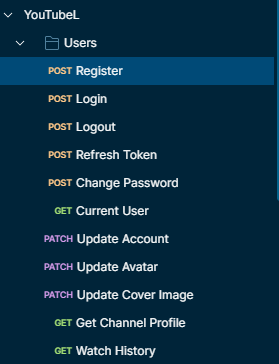 YouTubeL
Users
POST Register
POST Login
POST Logout
POST Refresh Token
POST Change Password
GET Current User
PATCH Update Account
PATCH Update Avatar
PATCH Update Cover Image
GET Get Channel Profile
GET Watch History